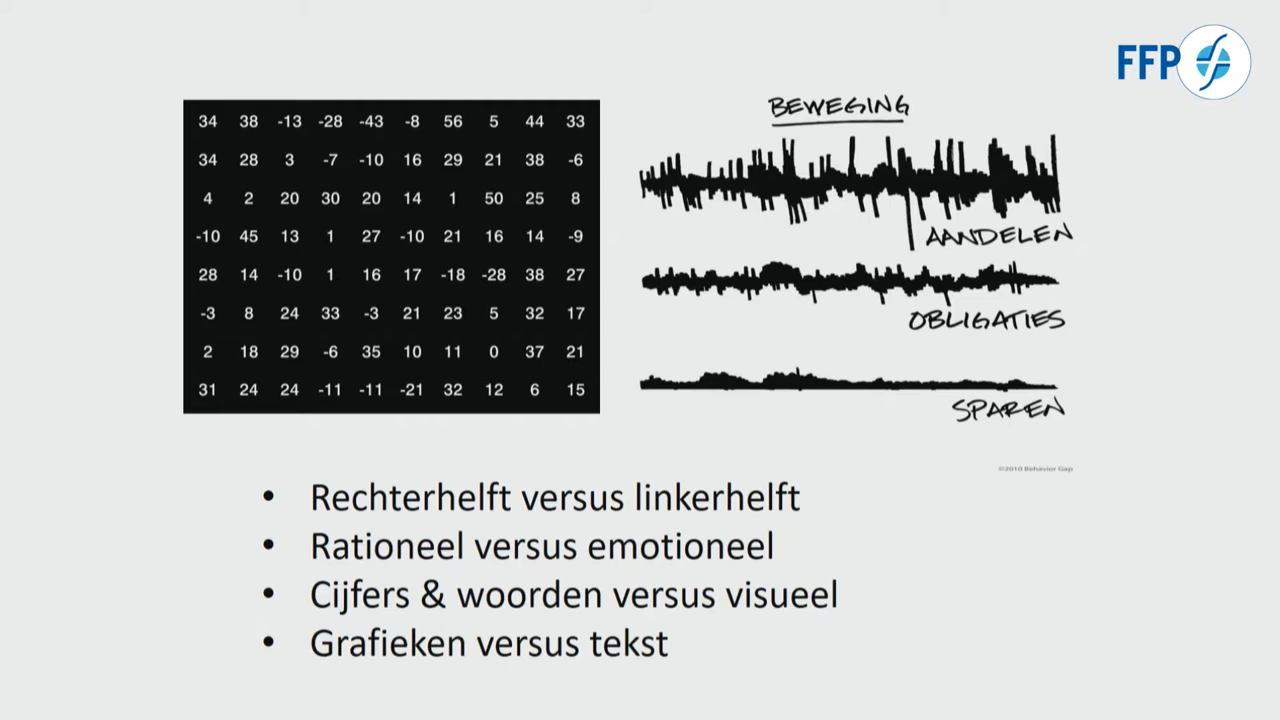 FFP
34 38 -13 -28 -43 -8 56 5 44 33
34 28 3 -7 -10 16 29 21 38 -6
4 2 20 30 20 14 1 50 25 8
-10 45 13 1 27 -10 21 16 14 -9
28 14 -10 1 16 17 -18 -28 38 27
-3 8 24 33 -3 21 23 5 32 17
2 18 29 -6 35 10 11 0 37 21
31 24 24 -11 -11 -21 32 12 6 15
BEWEGING
AANDELEN
OBLIGATIES
SPAREN
©2010 Behavior Gap
• Rechterhelft versus linkerhelft
• Rationeel versus emotioneel
• Cijfers & woorden versus visueel
• Grafieken versus tekst